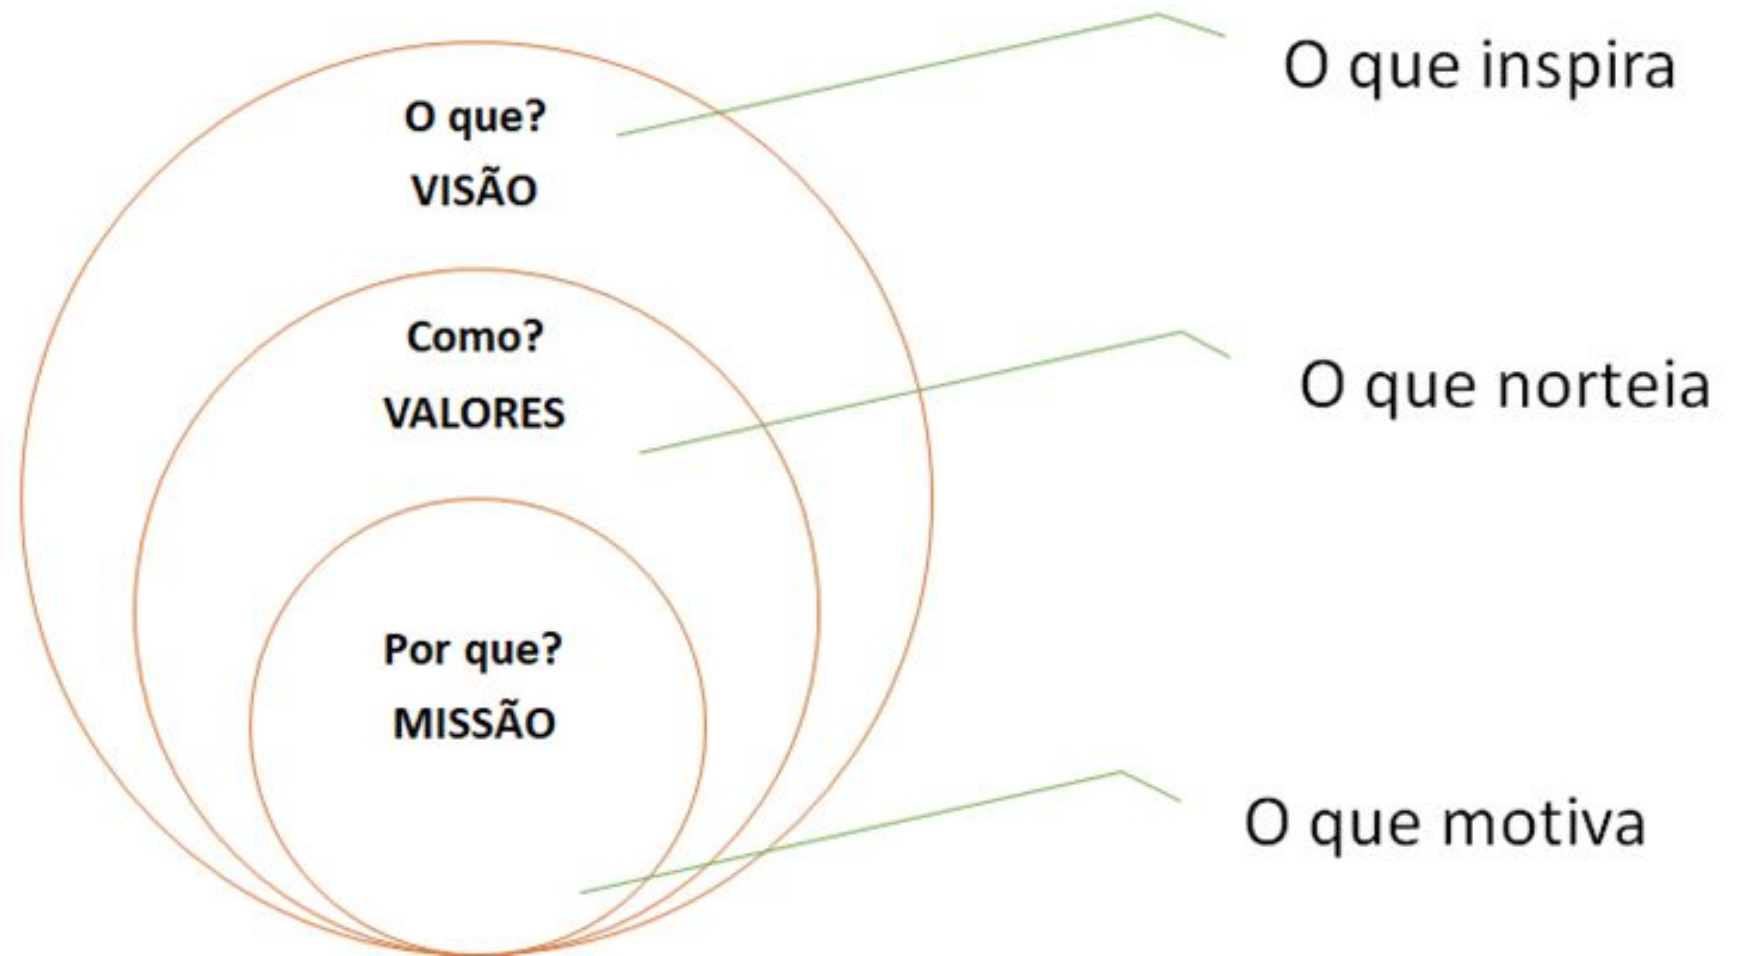 O que?
VISÃO
O que inspira
Como?
VALORES
O que norteia
Por que?
MISSÃO
O que motiva